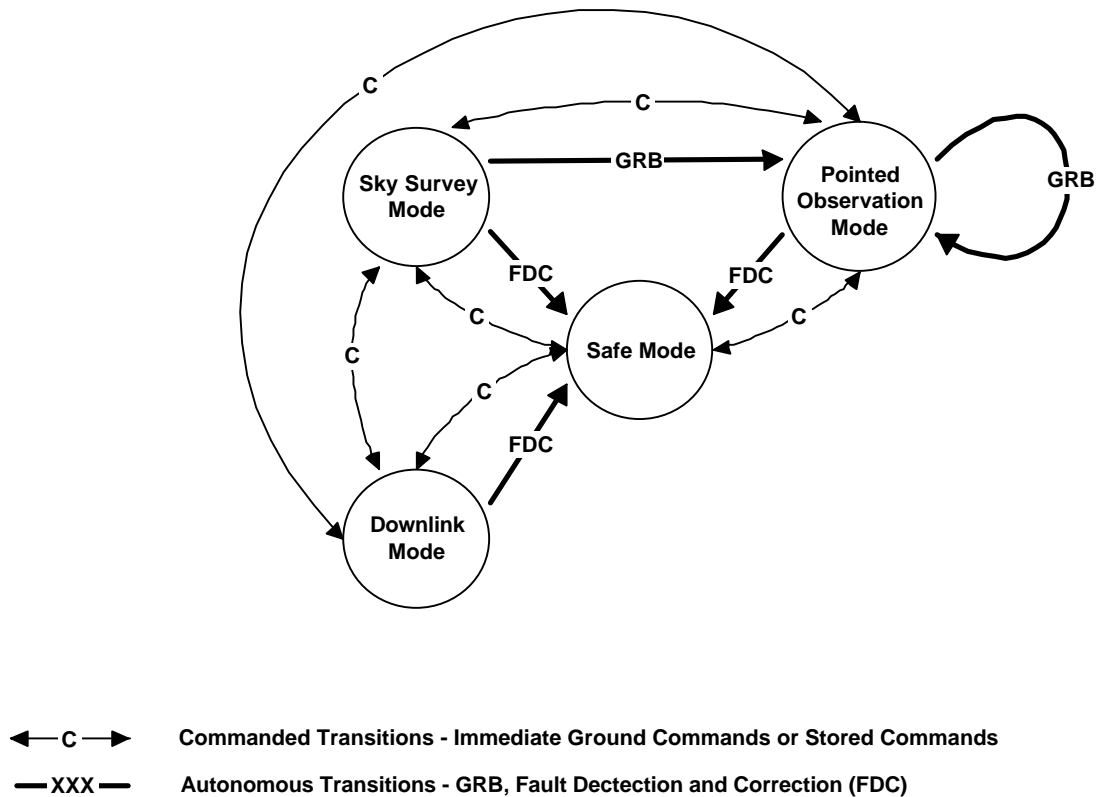 C
C
GRB
Sky Survey
Mode
Pointed
Observation
Mode
GRB
FDC
FDC
C
C
Safe Mode
C
C
FDC
Downlink
Mode
C
Commanded Transitions - Immediate Ground Commands or Stored Commands
XXX
Autonomous Transitions - GRB, Fault Dectection and Correction (FDC)